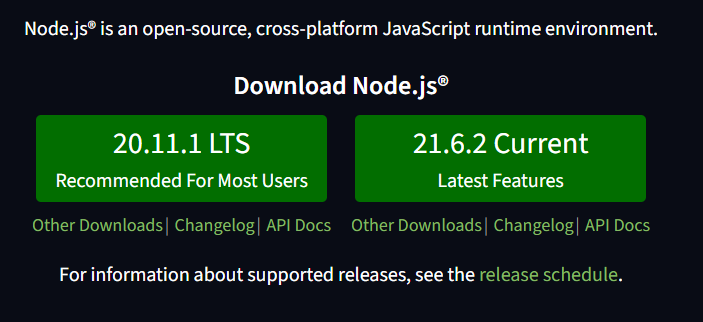 Node.js® is an open-source, cross-platform JavaScript runtime environment.
Download Node.js®
20.11.1 LTS
Recommended For Most Users
21.6.2 Current
Latest Features
Other Downloads| Changelog| API Docs
Other Downloads| Changelog| API Docs
For information about supported releases, see the release schedule.